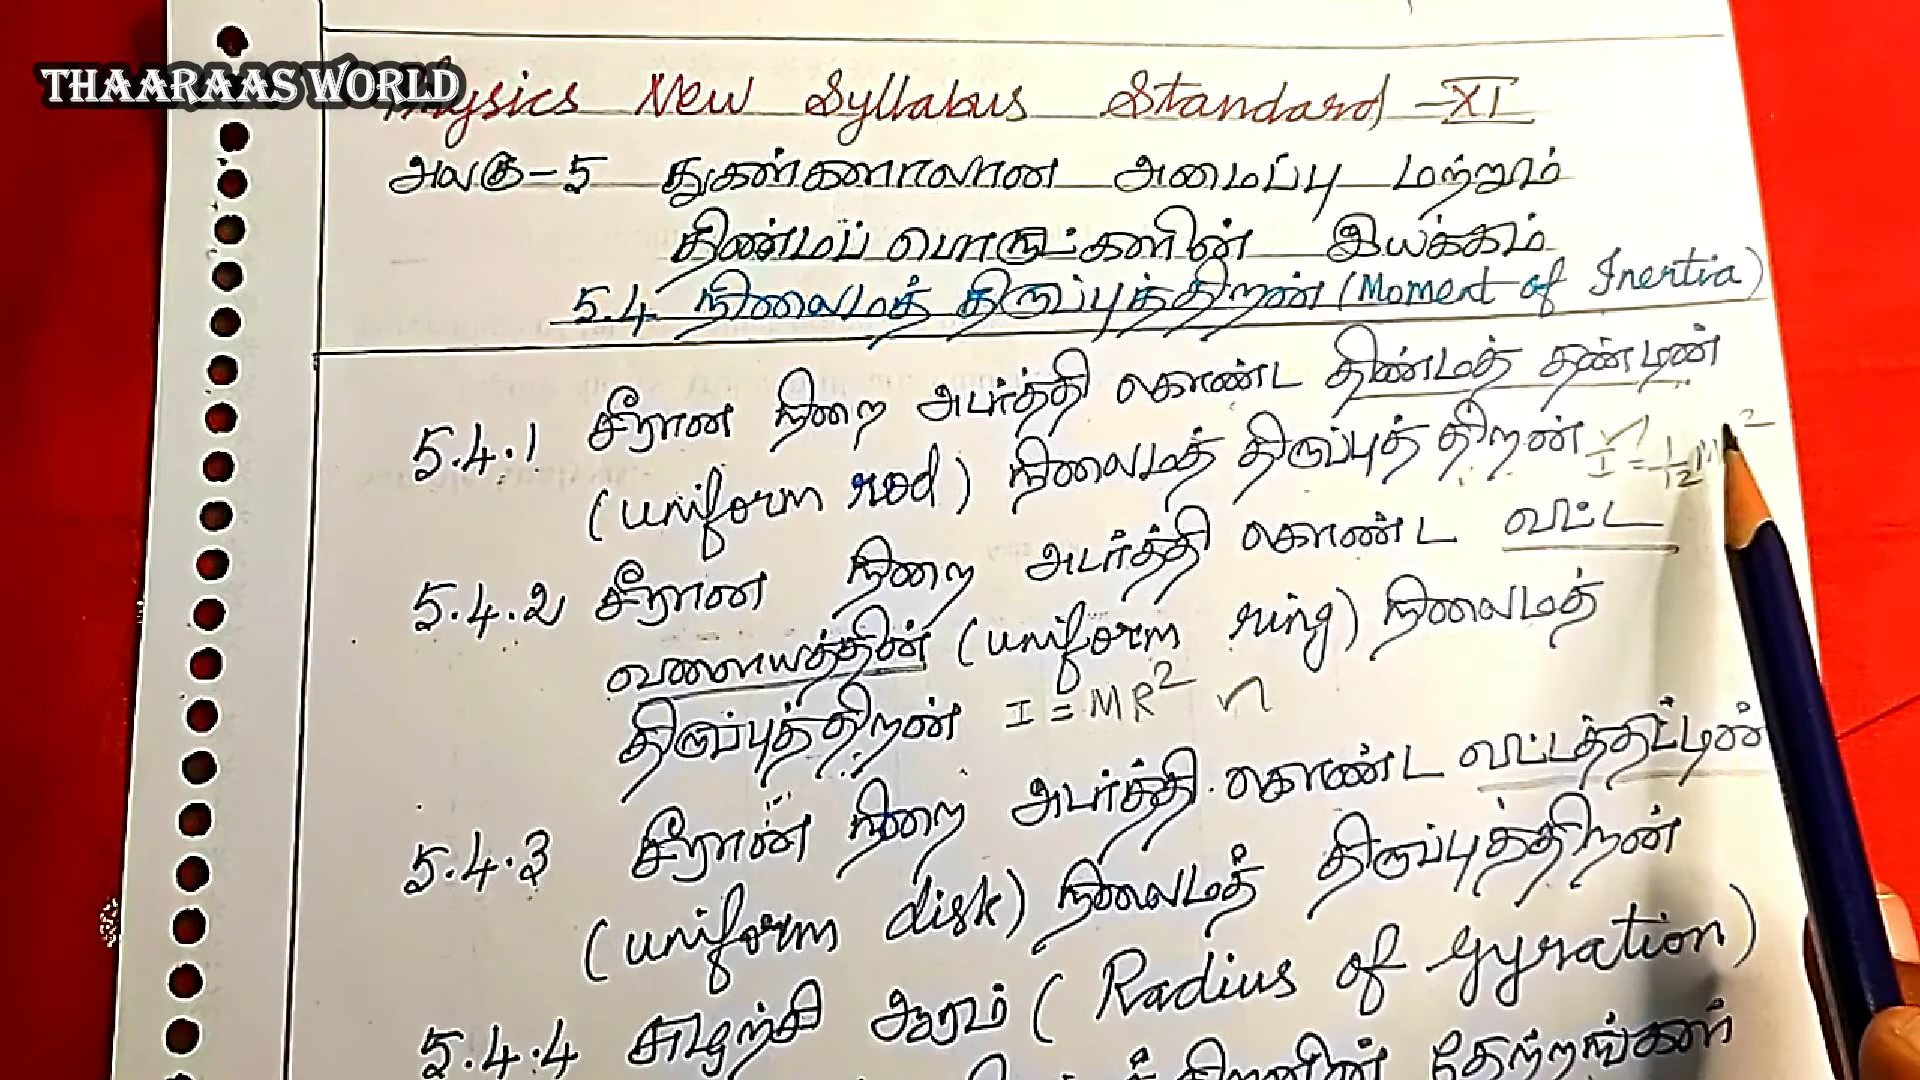 THAARAAS WORLD
Physics New Syllabus Standard - XI
அலகு-5 துகள்களாலான அமைப்பு மற்றும்
திண்மப் பொருட்களின் இயக்கம்
5.4 நிலைமத் திருப்புத்திறன் (Moment of Inertia)
5.4.1 சீரான நிறை அடர்த்தி கொண்ட திண்மத் தண்டின்
(uniform rod) நிலைமத் திருப்புத் திறன் I = 1/12 2
5.4.2 சீரான நிறை அடர்த்தி கொண்ட வட்ட
வளையத்தின் (uniform ring) நிலைமத்
திருப்புத்திறன் I = MR²
5.4.3 சீரான நிறை அடர்த்தி கொண்ட வட்டத்தட்டின்
(uniform disk) நிலைமத் திருப்புத்திறன்
5.4.4 சுழற்சி ஆரம் (Radius of gyration)
தேற்றங்கள்